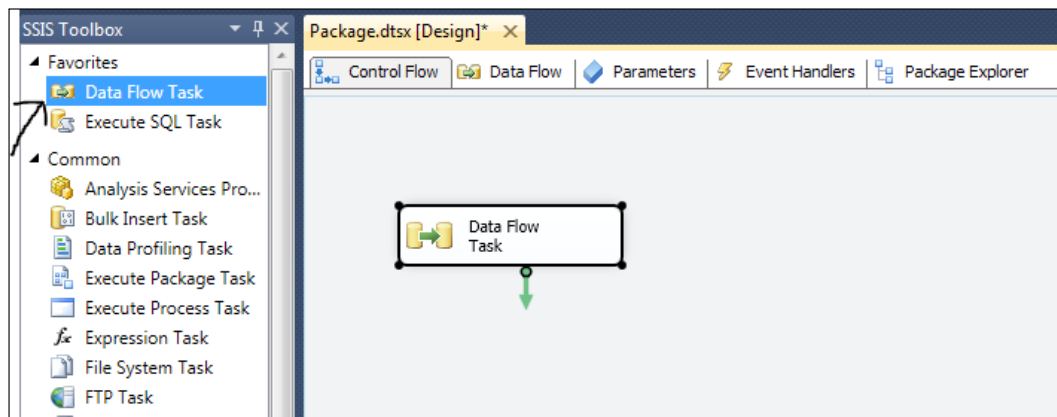 SSIS Toolbox
Favorites
Data Flow Task
Execute SQL Task
Common
Analysis Services Pro...
Bulk Insert Task
Data Profiling Task
Execute Package Task
Execute Process Task
fx Expression Task
File System Task
FTP Task
Package.dtsx [Design]*
Control Flow Data Flow Parameters Event Handlers Package Explorer
Data Flow
Task